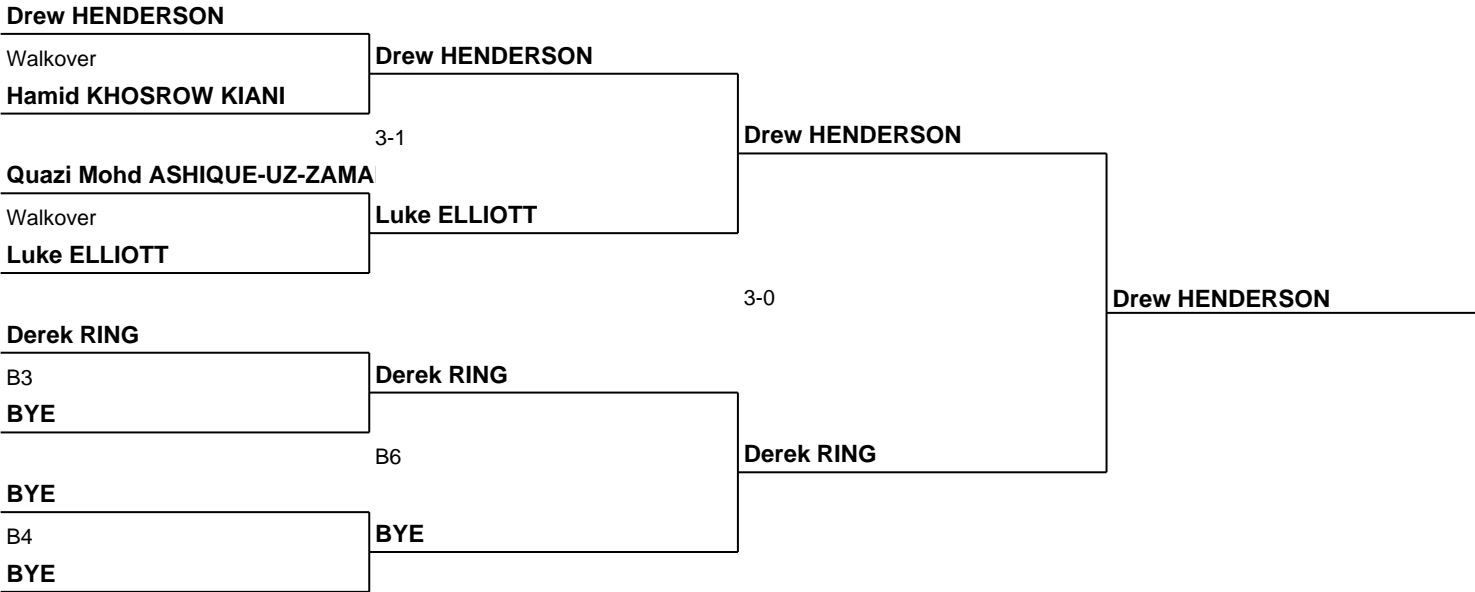 Drew HENDERSON
Walkover
Drew HENDERSON
Hamid KHOSROW KIANI
3-1
Drew HENDERSON
Quazi Mohd ASHIQUE-UZ-ZAMA
Walkover
Luke ELLIOTT
Luke ELLIOTT
3-0
Drew HENDERSON
Derek RING
B3
Derek RING
BYE
B6
Derek RING
BYE
B4
BYE
BYE